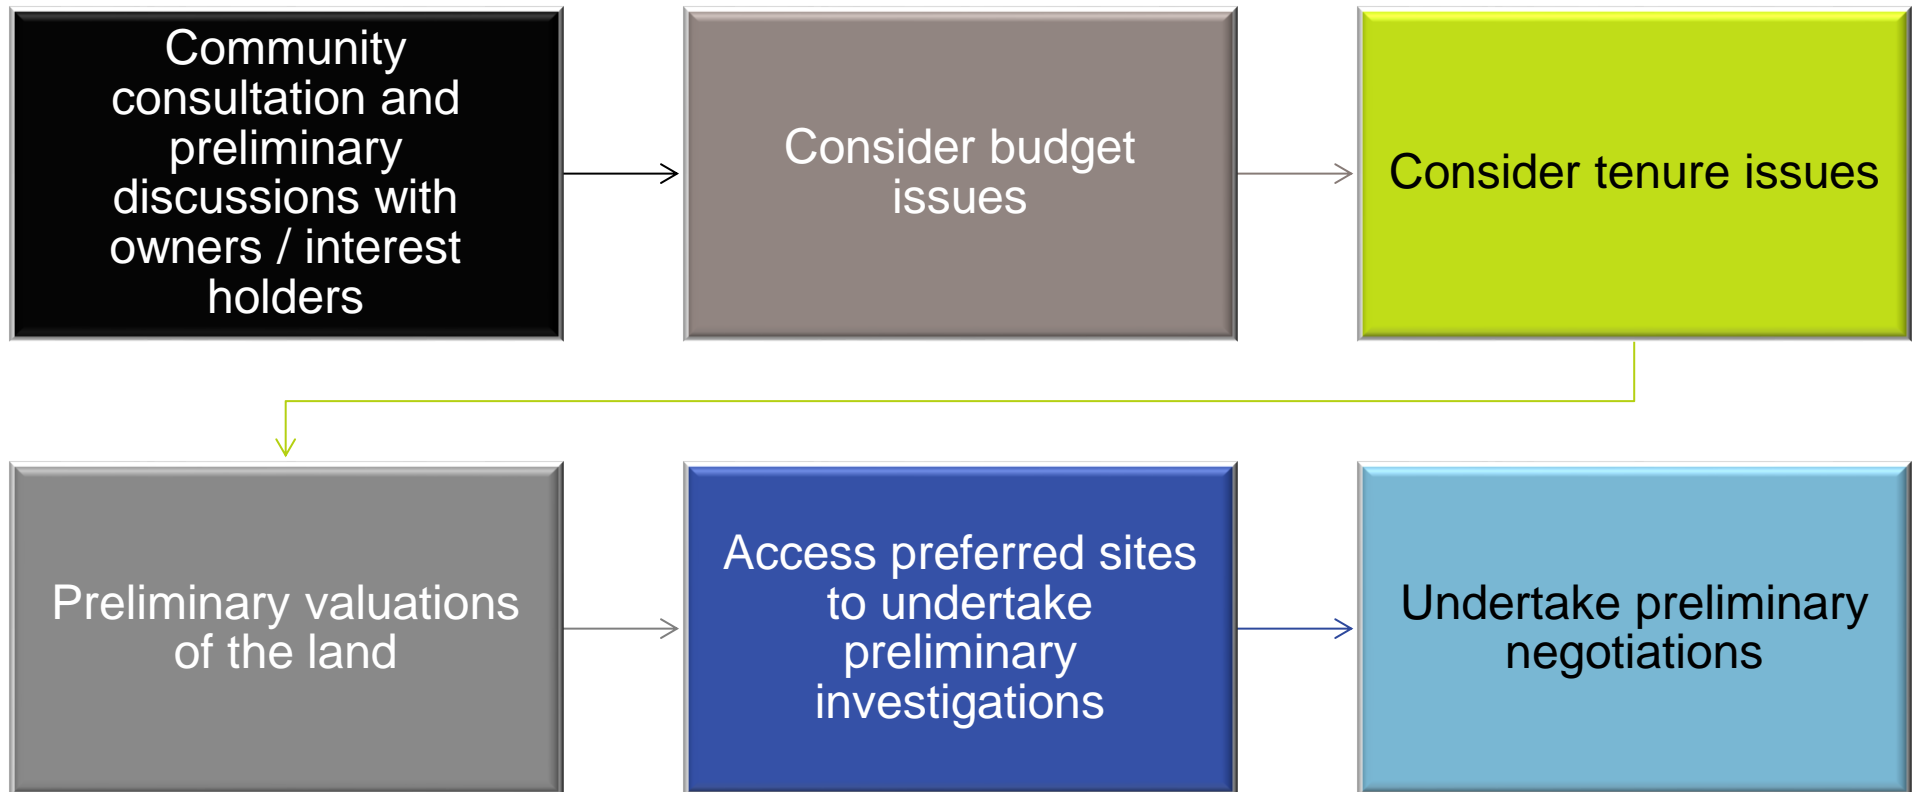 Community
consultation and
preliminary
discussions with
owners / interest
holders
Consider budget
issues
Consider tenure issues
Preliminary valuations
of the land
Access preferred sites
to undertake
preliminary
investigations
Undertake preliminary
negotiations